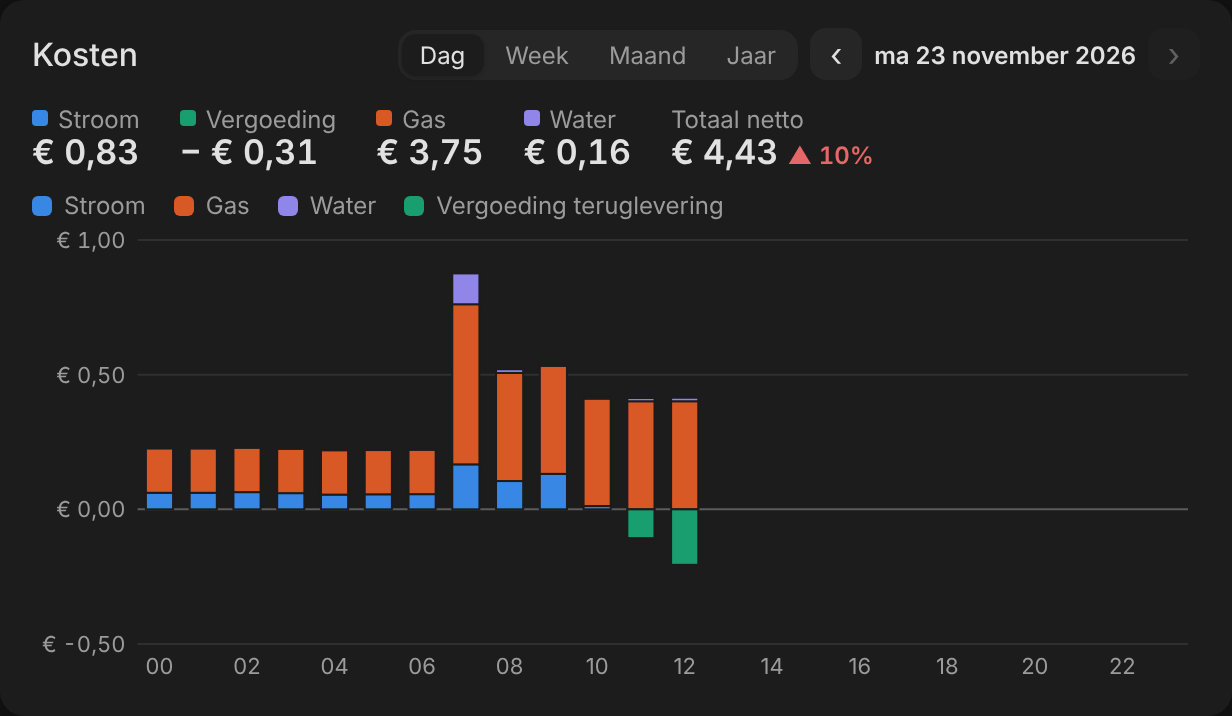 Kosten Dag Week Maand Jaar ‹ ma 23 november 2026 ›
Stroom Vergoeding Gas Water Totaal netto
€ 0,83 − € 0,31 € 3,75 € 0,16 € 4,43 ▲ 10%
Stroom Gas Water Vergoeding teruglevering
€ 1,00
€ 0,50
€ 0,00
€ -0,50
00 02 04 06 08 10 12 14 16 18 20 22